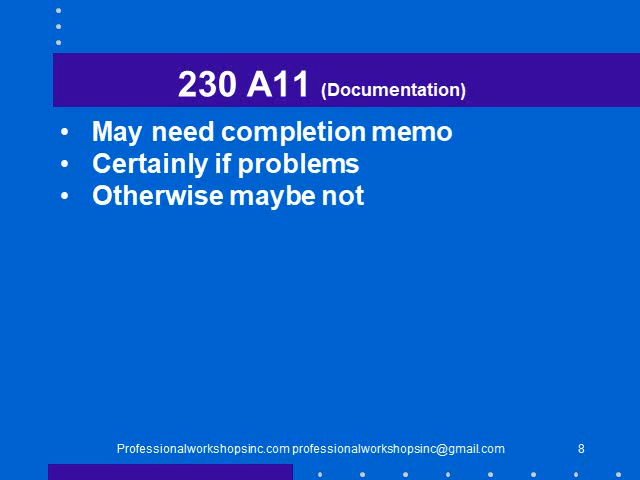 230 A11 (Documentation)
• May need completion memo
• Certainly if problems
• Otherwise maybe not
Professionalworkshopsinc.com professionalworkshopsinc@gmail.com 8